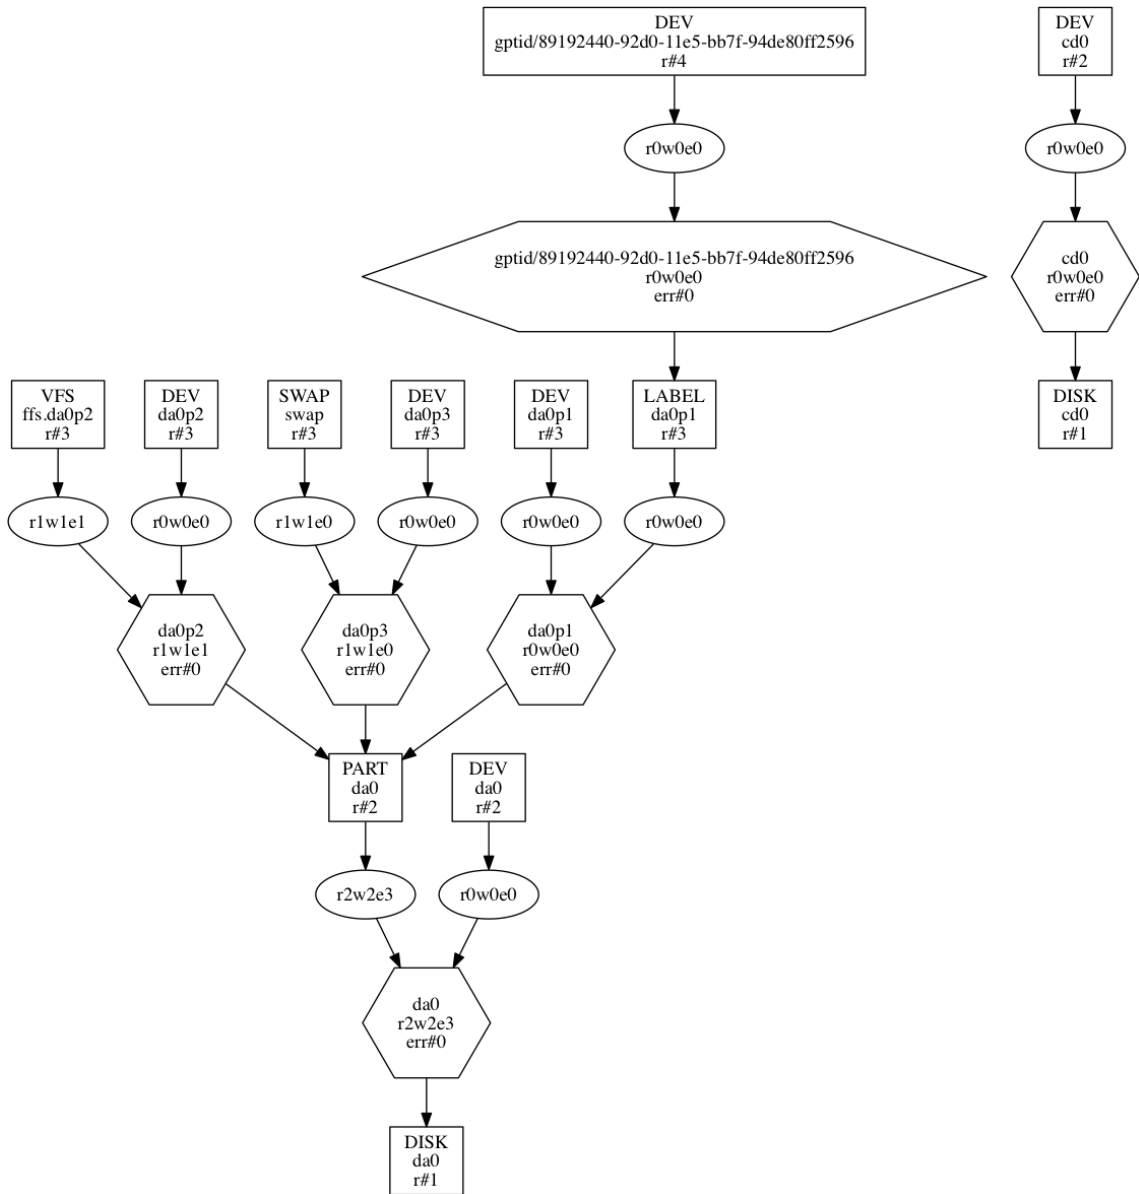 DEV
gptid/89192440-92d0-11e5-bb7f-94de80ff2596
r#4
DEV
cd0
r#2
r0w0e0
r0w0e0
gptid/89192440-92d0-11e5-bb7f-94de80ff2596
r0w0e0
err#0
cd0
r0w0e0
err#0
VFS
ffs.da0p2
r#3
DEV
da0p2
r#3
SWAP
swap
r#3
DEV
da0p3
r#3
DEV
da0p1
r#3
LABEL
da0p1
r#3
DISK
cd0
r#1
r1w1e1
r0w0e0
r1w1e0
r0w0e0
r0w0e0
r0w0e0
da0p2
r1w1e1
err#0
da0p3
r1w1e0
err#0
da0p1
r0w0e0
err#0
PART
da0
r#2
DEV
da0
r#2
r2w2e3
r0w0e0
da0
r2w2e3
err#0
DISK
da0
r#1